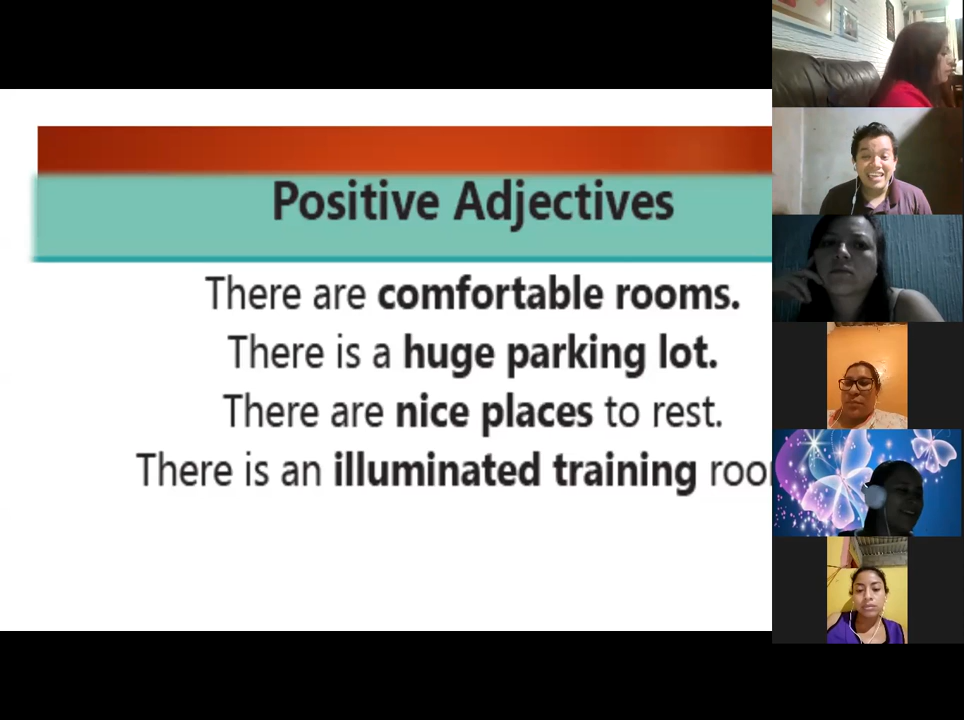 Positive Adjectives
There are comfortable rooms.
There is a huge parking lot.
There are nice places to rest.
There is an illuminated training